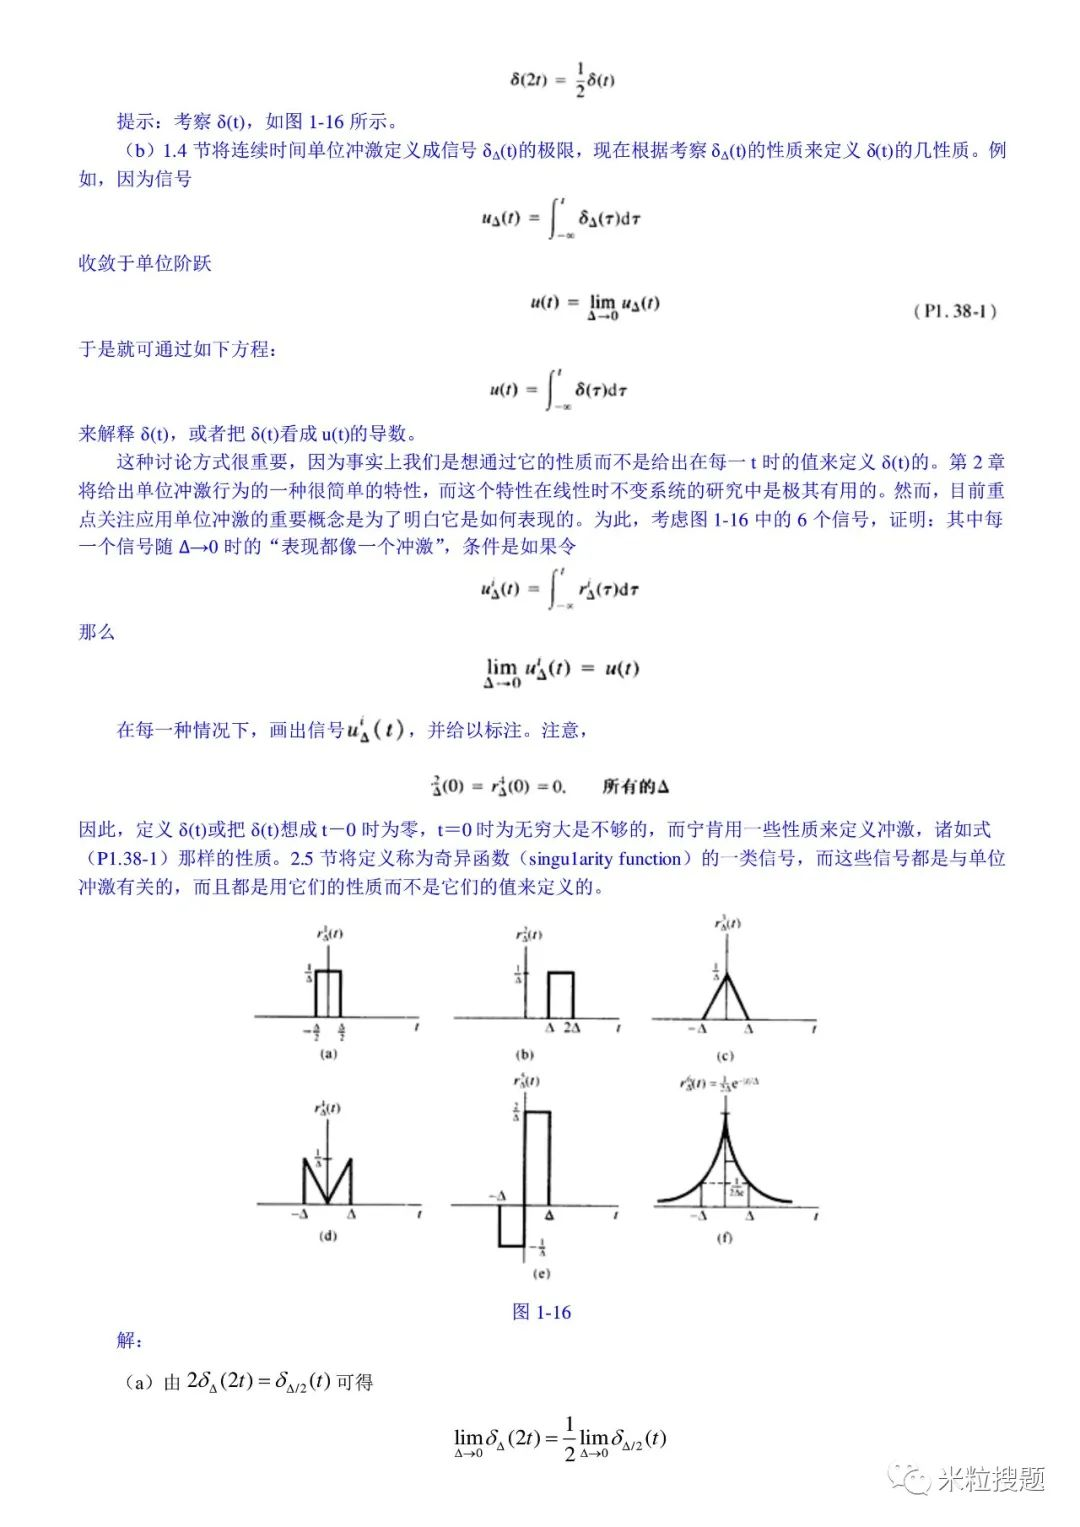 δ(2t) = 1/2 δ(t)
提示：考察 δ(t)，如图 1-16 所示。
（b）1.4 节将连续时间单位冲激定义成信号 δΔ(t)的极限，现在根据考察 δΔ(t)的性质来定义 δ(t)的几性质。例
如，因为信号
uΔ(t) = ∫_{-∞}^{t} δΔ(τ)dτ
收敛于单位阶跃
u(t) = lim_{Δ→0} uΔ(t) （P1.38-1）
于是就可通过如下方程：
u(t) = ∫_{-∞}^{t} δ(τ)dτ
来解释 δ(t)，或者把 δ(t)看成 u(t)的导数。
这种讨论方式很重要，因为事实上我们是想通过它的性质而不是给出在每一 t 时的值来定义 δ(t)的。第 2 章
将给出单位冲激行为的一种很简单的特性，而这个特性在线性时不变系统的研究中是极其有用的。然而，目前重
点关注应用单位冲激的重要概念是为了明白它是如何表现的。为此，考虑图 1-16 中的 6 个信号，证明：其中每
一个信号随 Δ→0 时的“表现都像一个冲激”，条件是如果令
u^i_Δ(t) = ∫_{-∞}^{t} r^i_Δ(τ)dτ
那么
lim_{Δ→0} u^i_Δ(t) = u(t)
在每一种情况下，画出信号 u^i_Δ(t)，并给以标注。注意，
^2_Δ(0) = r^4_Δ(0) = 0. 所有的Δ
因此，定义 δ(t)或把 δ(t)想成 t－0 时为零，t＝0 时为无穷大是不够的，而宁肯用一些性质来定义冲激，诸如式
（P1.38-1）那样的性质。2.5 节将定义称为奇异函数（singu1arity function）的一类信号，而这些信号都是与单位
冲激有关的，而且都是用它们的性质而不是它们的值来定义的。
r^1_Δ(t) 1/Δ -Δ/2 Δ/2 t
(a)
r^2_Δ(t) 1/Δ Δ 2Δ t
(b)
r^3_Δ(t) 1/Δ -Δ Δ t
(c)
r^4_Δ(t) 1/Δ -Δ Δ t
(d)
r^4_Δ(t) 2/Δ -Δ Δ t -1/Δ
(e)
r^6_Δ(t) = 1/2Δ e^{-|t|/Δ} 1/2Δe -Δ Δ t
(f)
图 1-16
解：
（a）由 2δ_Δ(2t) = δ_{Δ/2}(t) 可得
lim_{Δ→0} δ_Δ(2t) = 1/2 lim_{Δ→0} δ_{Δ/2}(t)
米粒搜题